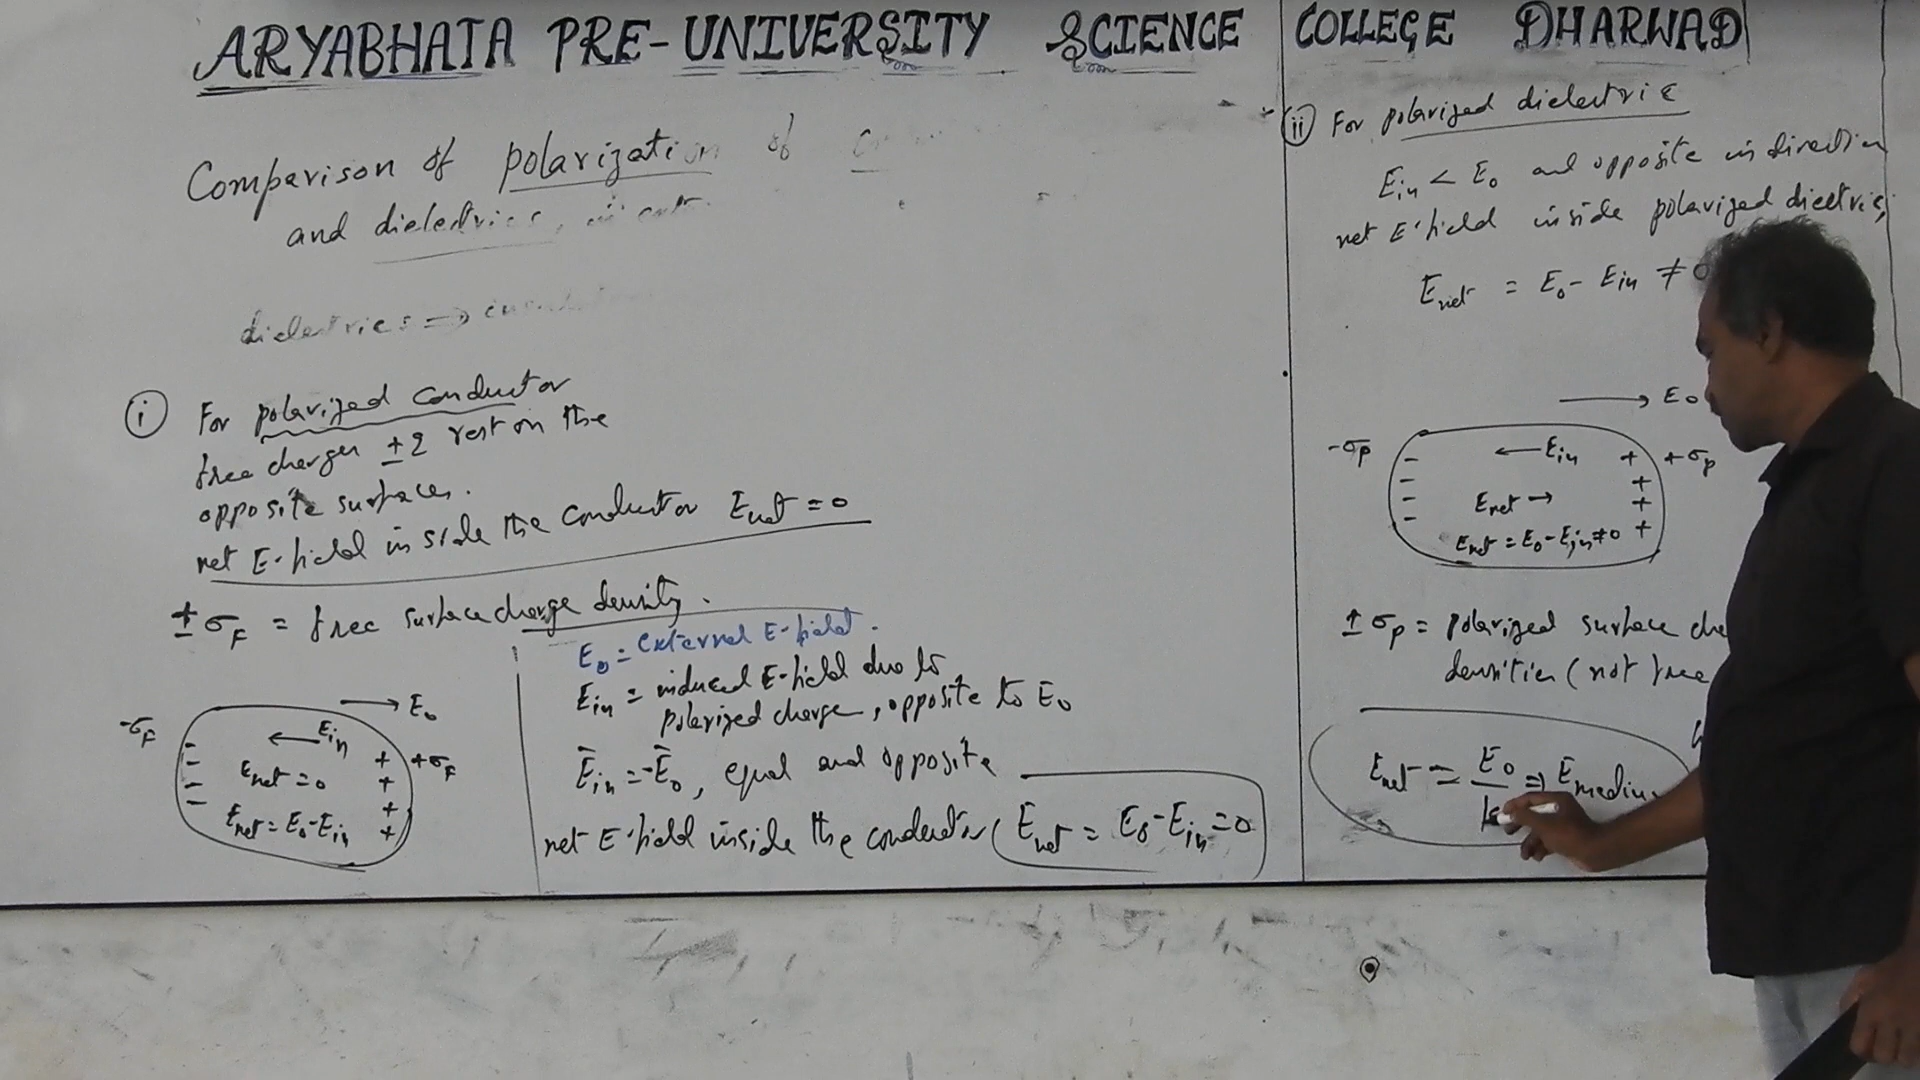 ARYABHATA PRE-UNIVERSITY SCIENCE COLLEGE DHARWAD
Comparison of polarization of
and dielectrics, in
dielectrics ⇒
(i) For polarized conductor
free charges ±q rest on the
opposite surfaces.
net E-field inside the conductor Enet = 0
± σF = free surface charge density.
-σF
→ E0
← Ein
+σF
Enet = 0
Enet = E0 - Ein
- - - -
+ + + +
E0 = external E-field.
Ein = induced E-field due to
polarized charge, opposite to E0
Ēin = -Ē0, equal and opposite
net E-field inside the conductor Enet = E0 - Ein = 0
(ii) For polarized dielectric
Ein < E0 and opposite in direction
net E-field inside polarized dielectric,
Enet = E0 - Ein ≠ 0
→ E0
-σp
← Ein
+σp
Enet →
Enet = E0 - Ein ≠ 0
- - - -
+ + + +
± σp = polarized surface
densities (not free
Enet = E0/k ⇒ Emedium